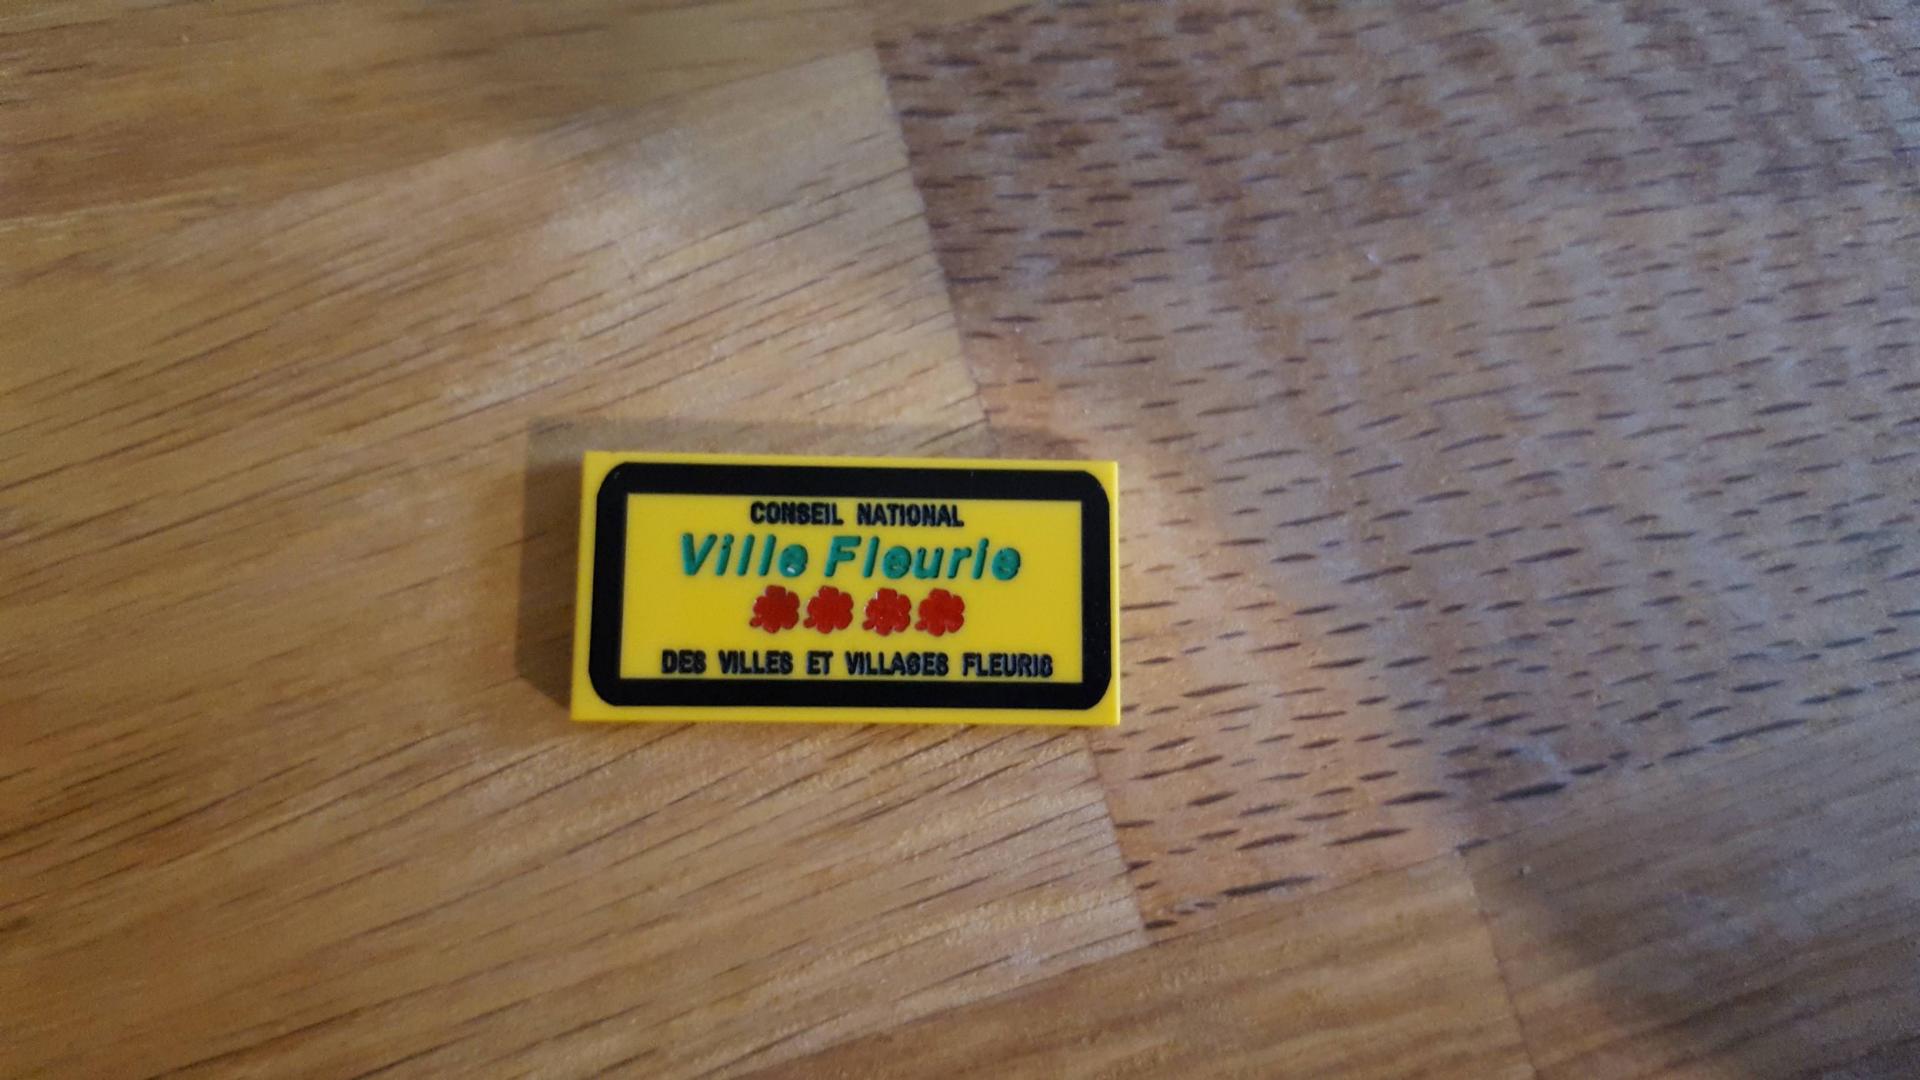 CONSEIL NATIONAL
Ville Fleurie
DES VILLES ET VILLAGES FLEURIS